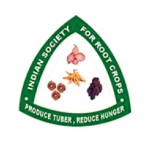 INDIAN SOCIETY
FOR ROOT CROPS
PRODUCE TUBER, REDUCE HUNGER